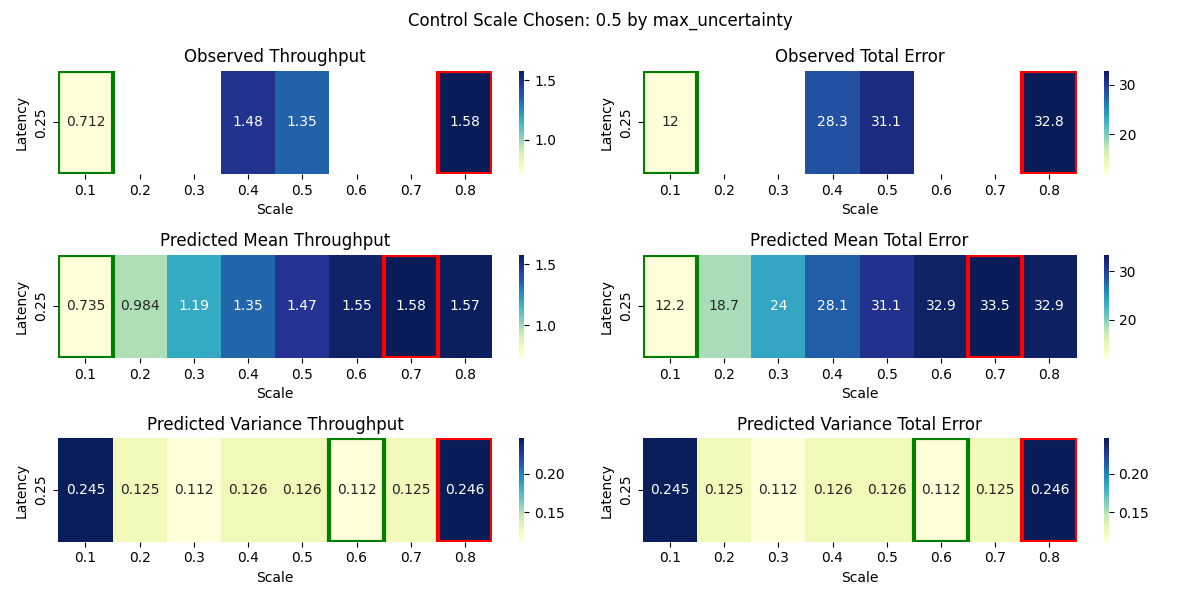 Control Scale Chosen: 0.5 by max_uncertainty
Observed Throughput
Latency
0.25
0.712
1.48
1.35
1.58
1.5
1.0
0.1 0.2 0.3 0.4 0.5 0.6 0.7 0.8
Scale
Observed Total Error
Latency
0.25
12
28.3
31.1
32.8
30
20
0.1 0.2 0.3 0.4 0.5 0.6 0.7 0.8
Scale
Predicted Mean Throughput
Latency
0.25
0.735 0.984 1.19 1.35 1.47 1.55 1.58 1.57
1.5
1.0
0.1 0.2 0.3 0.4 0.5 0.6 0.7 0.8
Scale
Predicted Mean Total Error
Latency
0.25
12.2 18.7 24 28.1 31.1 32.9 33.5 32.9
30
20
0.1 0.2 0.3 0.4 0.5 0.6 0.7 0.8
Scale
Predicted Variance Throughput
Latency
0.25
0.245 0.125 0.112 0.126 0.126 0.112 0.125 0.246
0.20
0.15
0.1 0.2 0.3 0.4 0.5 0.6 0.7 0.8
Scale
Predicted Variance Total Error
Latency
0.25
0.245 0.125 0.112 0.126 0.126 0.112 0.125 0.246
0.20
0.15
0.1 0.2 0.3 0.4 0.5 0.6 0.7 0.8
Scale